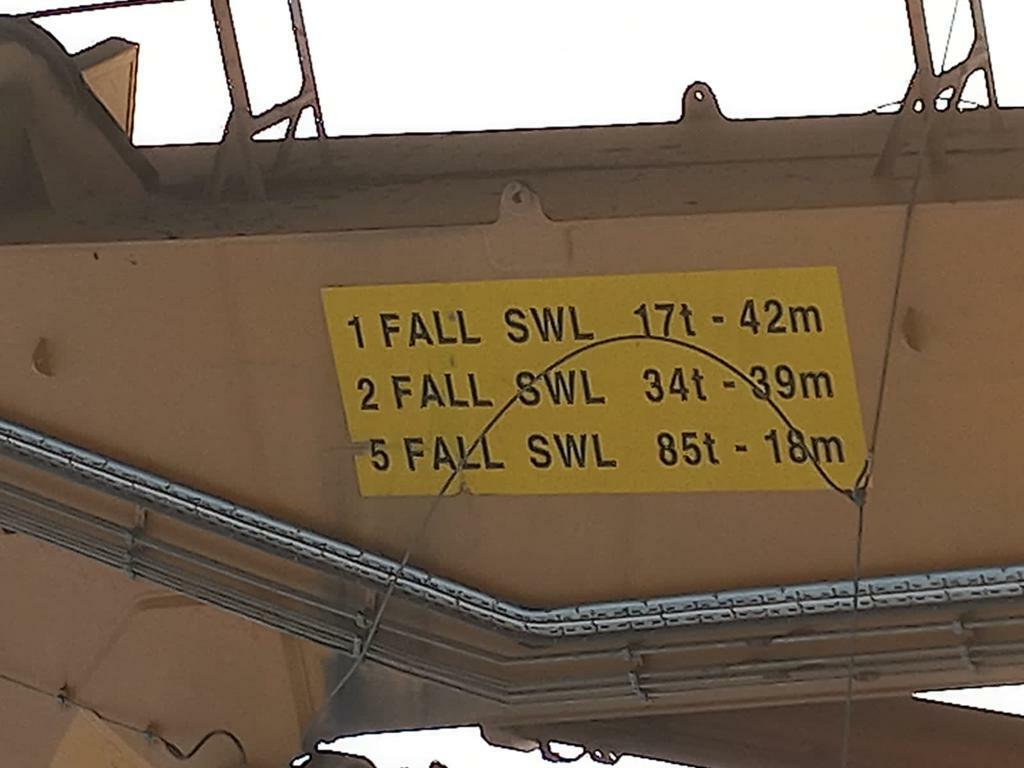 1 FALL SWL 17t - 42m
2 FALL SWL 34t - 39m
5 FALL SWL 85t - 18m